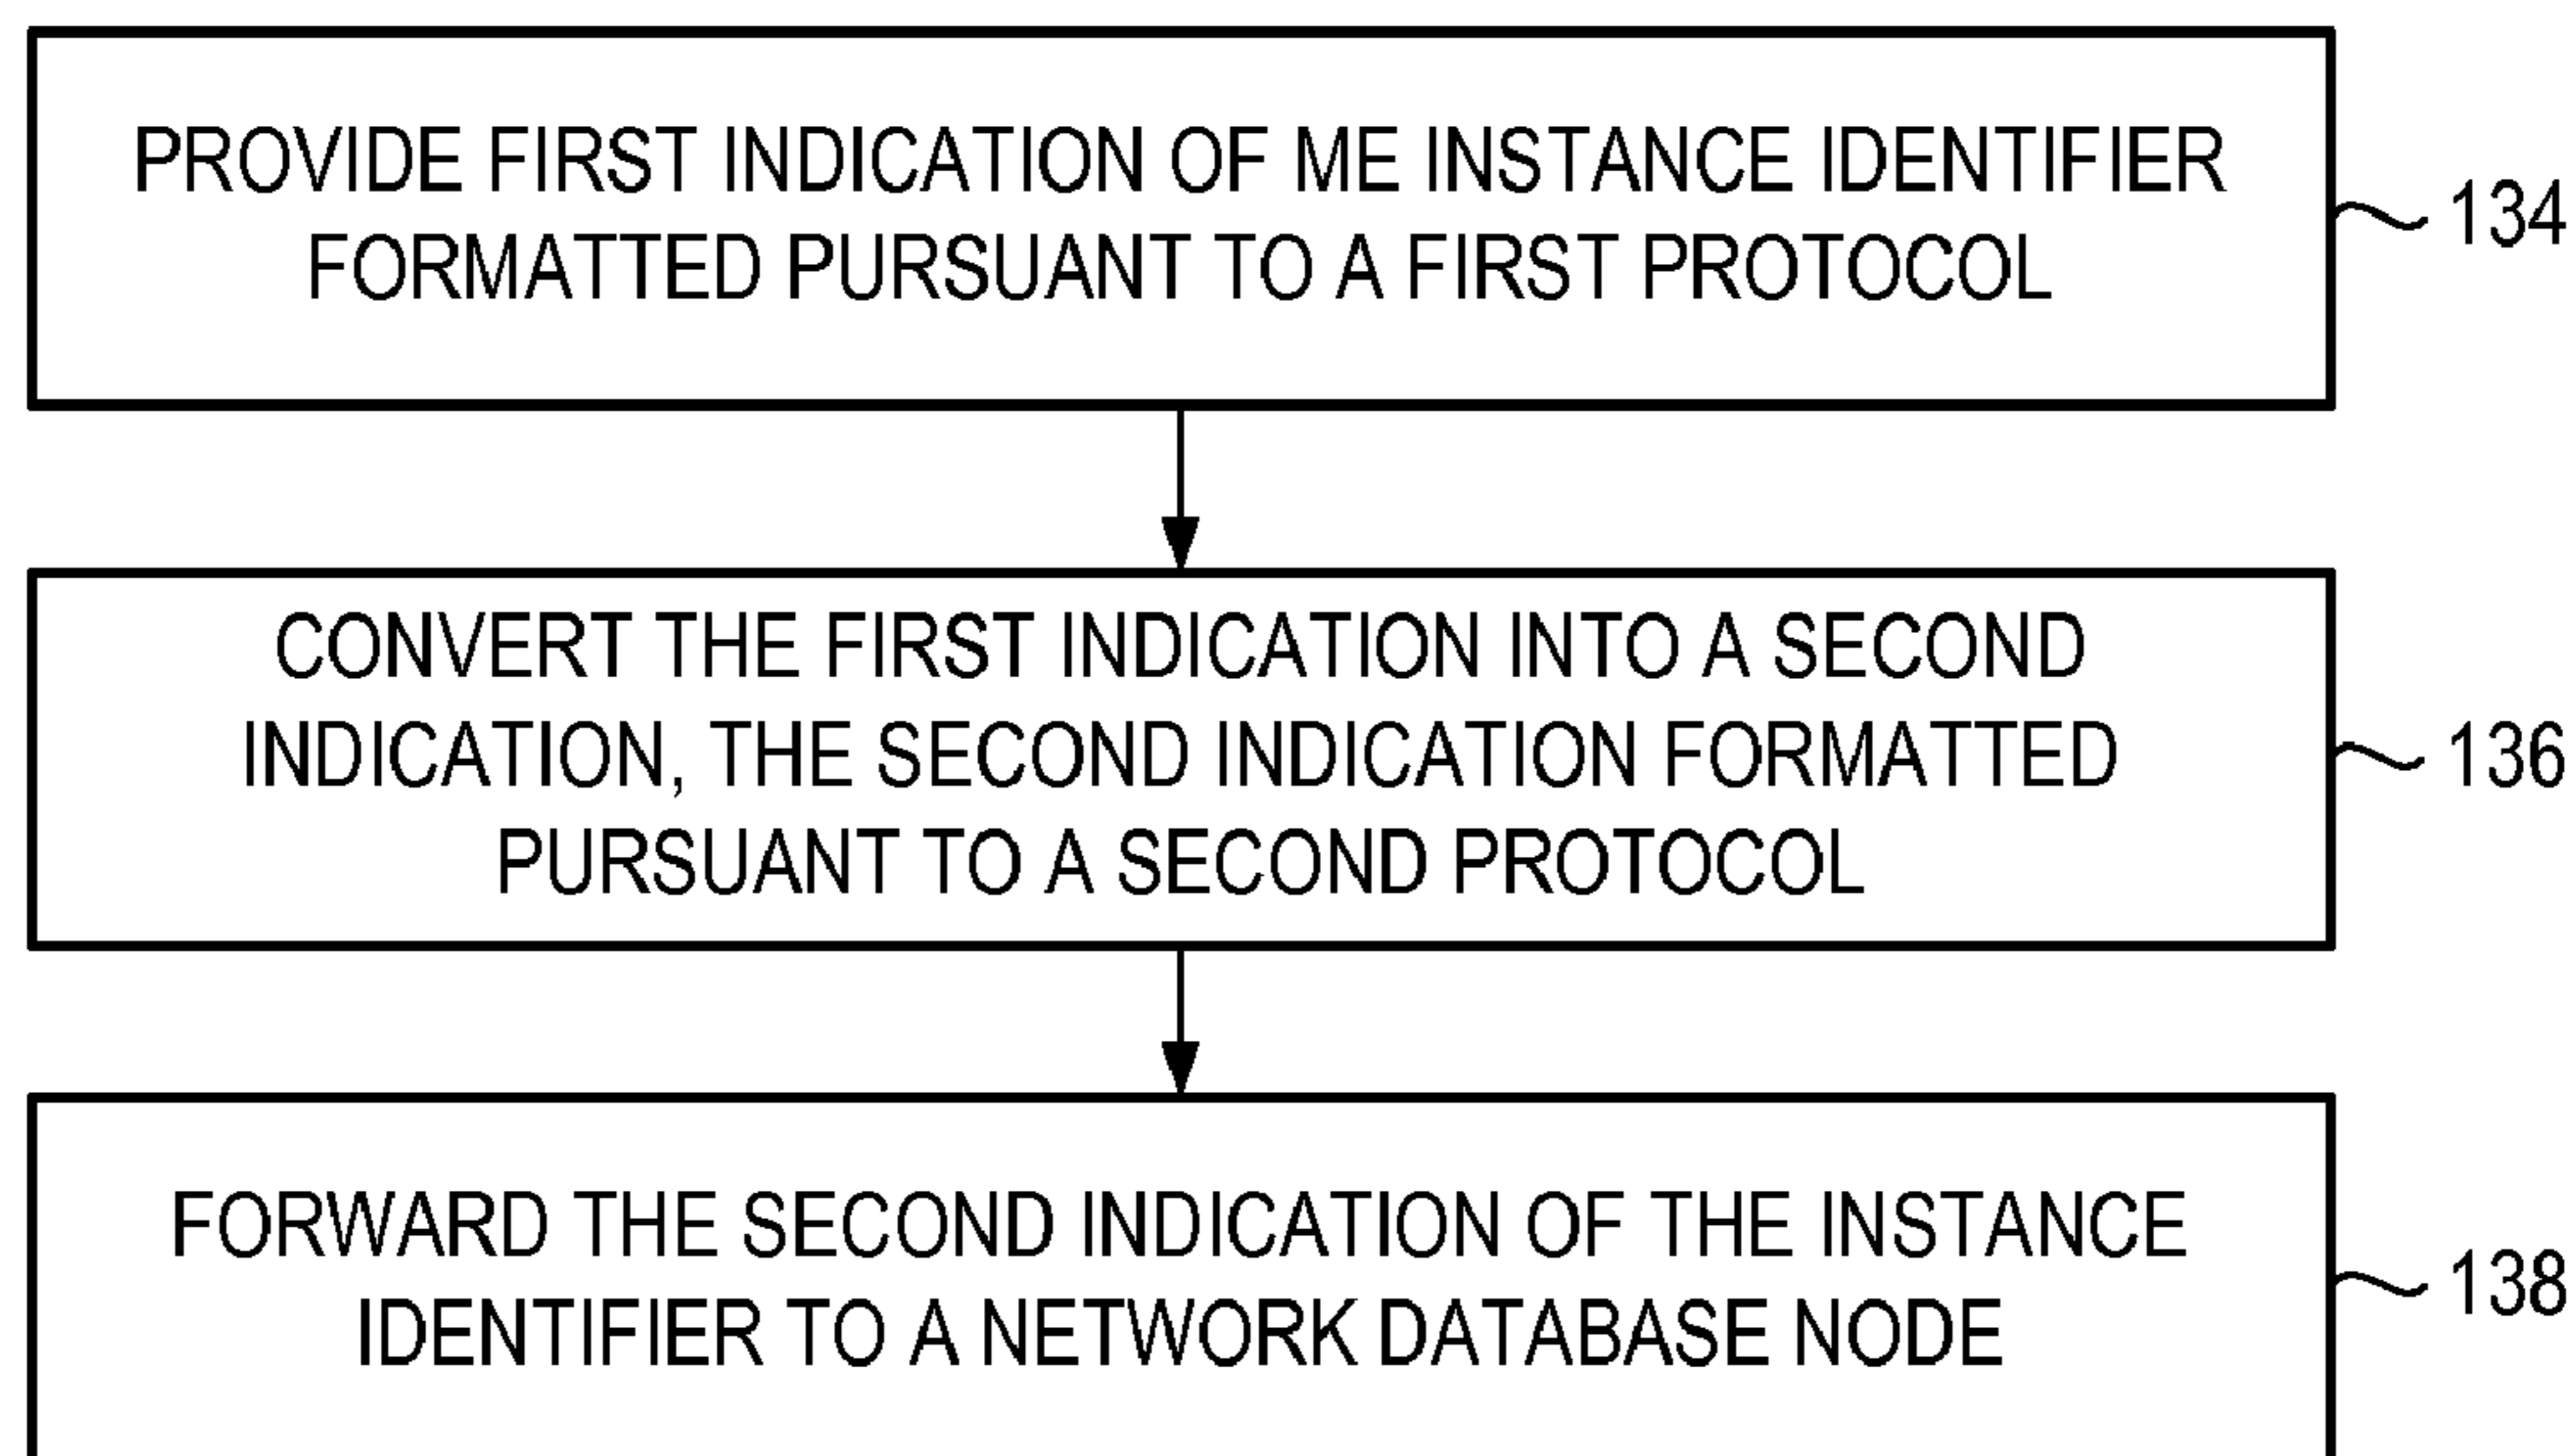 PROVIDE FIRST INDICATION OF ME INSTANCE IDENTIFIER
FORMATTED PURSUANT TO A FIRST PROTOCOL
134
CONVERT THE FIRST INDICATION INTO A SECOND
INDICATION, THE SECOND INDICATION FORMATTED
PURSUANT TO A SECOND PROTOCOL
136
FORWARD THE SECOND INDICATION OF THE INSTANCE
IDENTIFIER TO A NETWORK DATABASE NODE
138